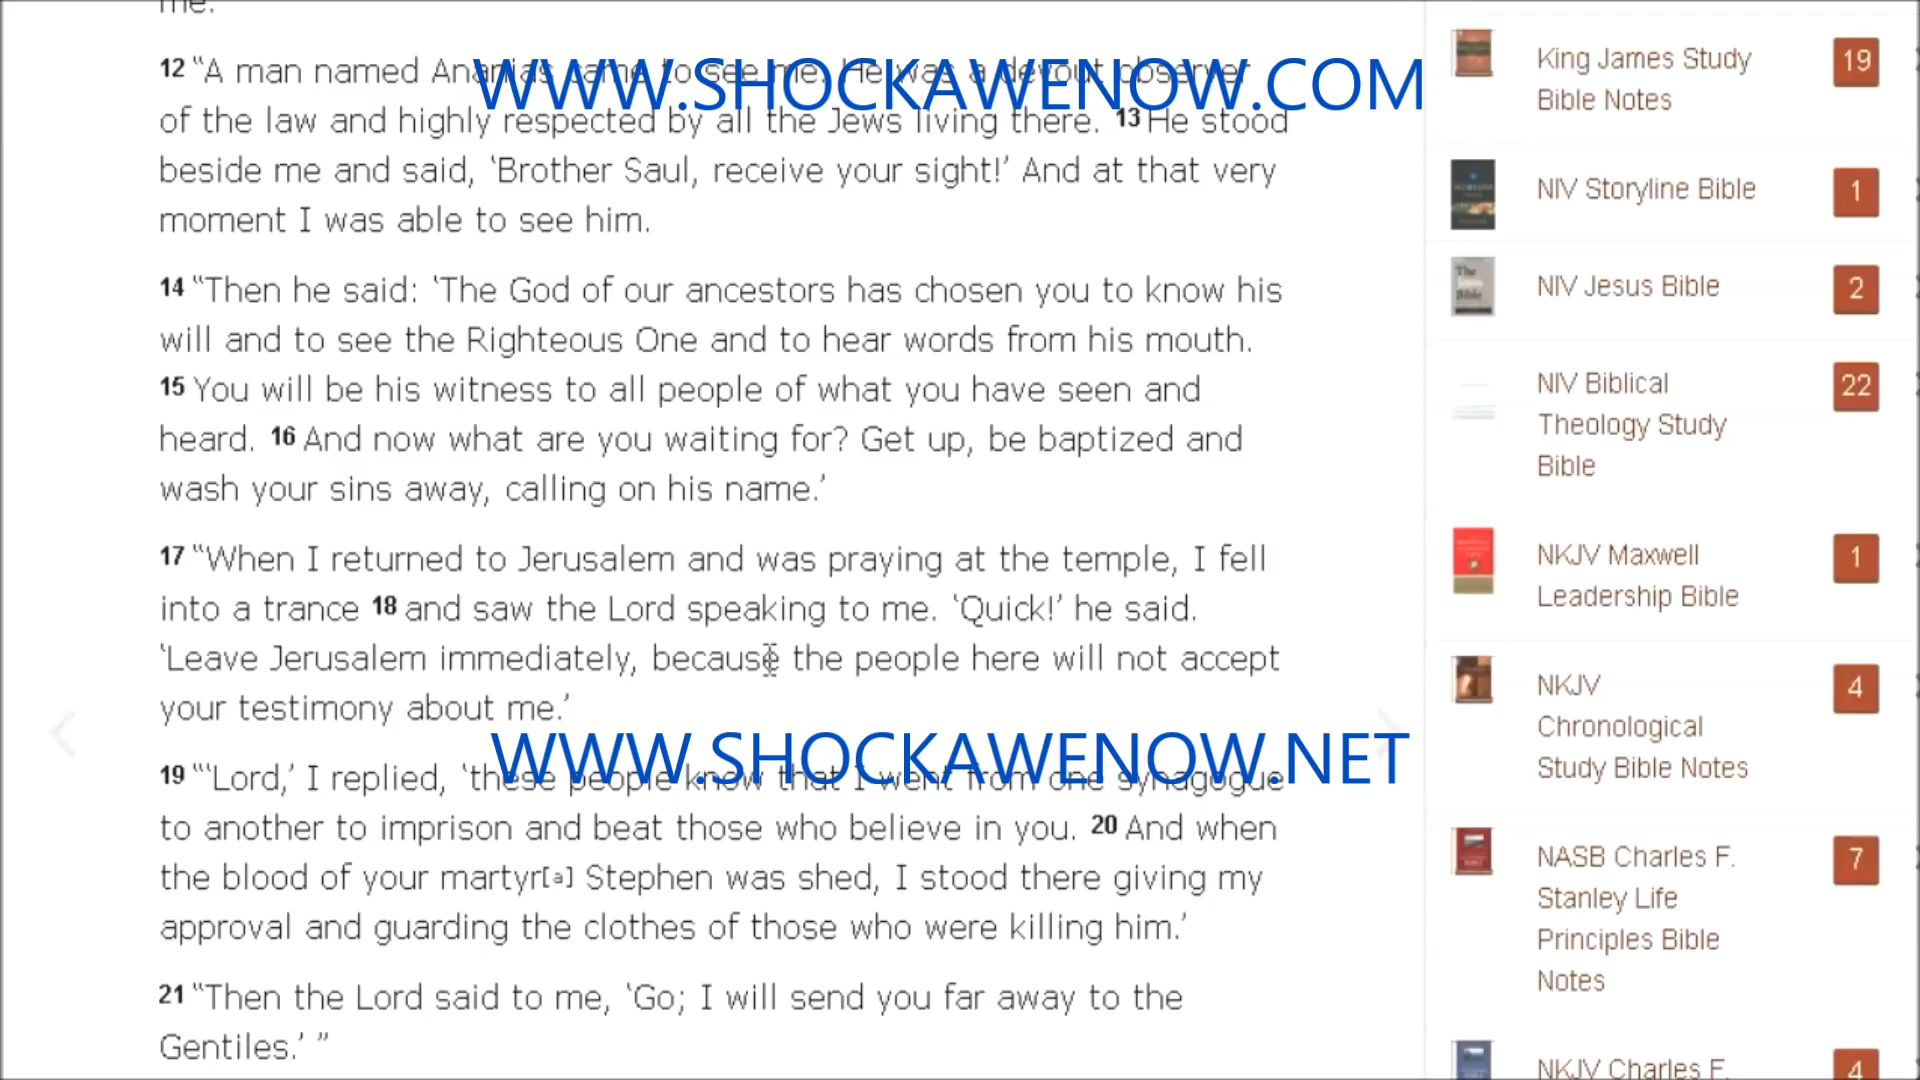 me.
12 “A man named Ananias came to see me. He was a devout observer
WWW.SHOCKAWENOW.COM
of the law and highly respected by all the Jews living there. 13 He stood
beside me and said, ‘Brother Saul, receive your sight!’ And at that very
moment I was able to see him.
14 “Then he said: ‘The God of our ancestors has chosen you to know his
will and to see the Righteous One and to hear words from his mouth.
15 You will be his witness to all people of what you have seen and
heard. 16 And now what are you waiting for? Get up, be baptized and
wash your sins away, calling on his name.’
17 “When I returned to Jerusalem and was praying at the temple, I fell
into a trance 18 and saw the Lord speaking to me. ‘Quick!’ he said.
‘Leave Jerusalem immediately, because the people here will not accept
your testimony about me.’
WWW.SHOCKAWENOW.NET
19 “‘Lord,’ I replied, ‘these people know that I went from one synagogue
to another to imprison and beat those who believe in you. 20 And when
the blood of your martyr[a] Stephen was shed, I stood there giving my
approval and guarding the clothes of those who were killing him.’
21 “Then the Lord said to me, ‘Go; I will send you far away to the
Gentiles.’ ”
King James Study
Bible Notes
19
NIV Storyline Bible
1
The
Jesus
Bible
NIV Jesus Bible
2
NIV Biblical
Theology Study
Bible
22
NKJV Maxwell
Leadership Bible
1
NKJV
Chronological
Study Bible Notes
4
NASB Charles F.
Stanley Life
Principles Bible
Notes
7
NKJV Charles F.
4